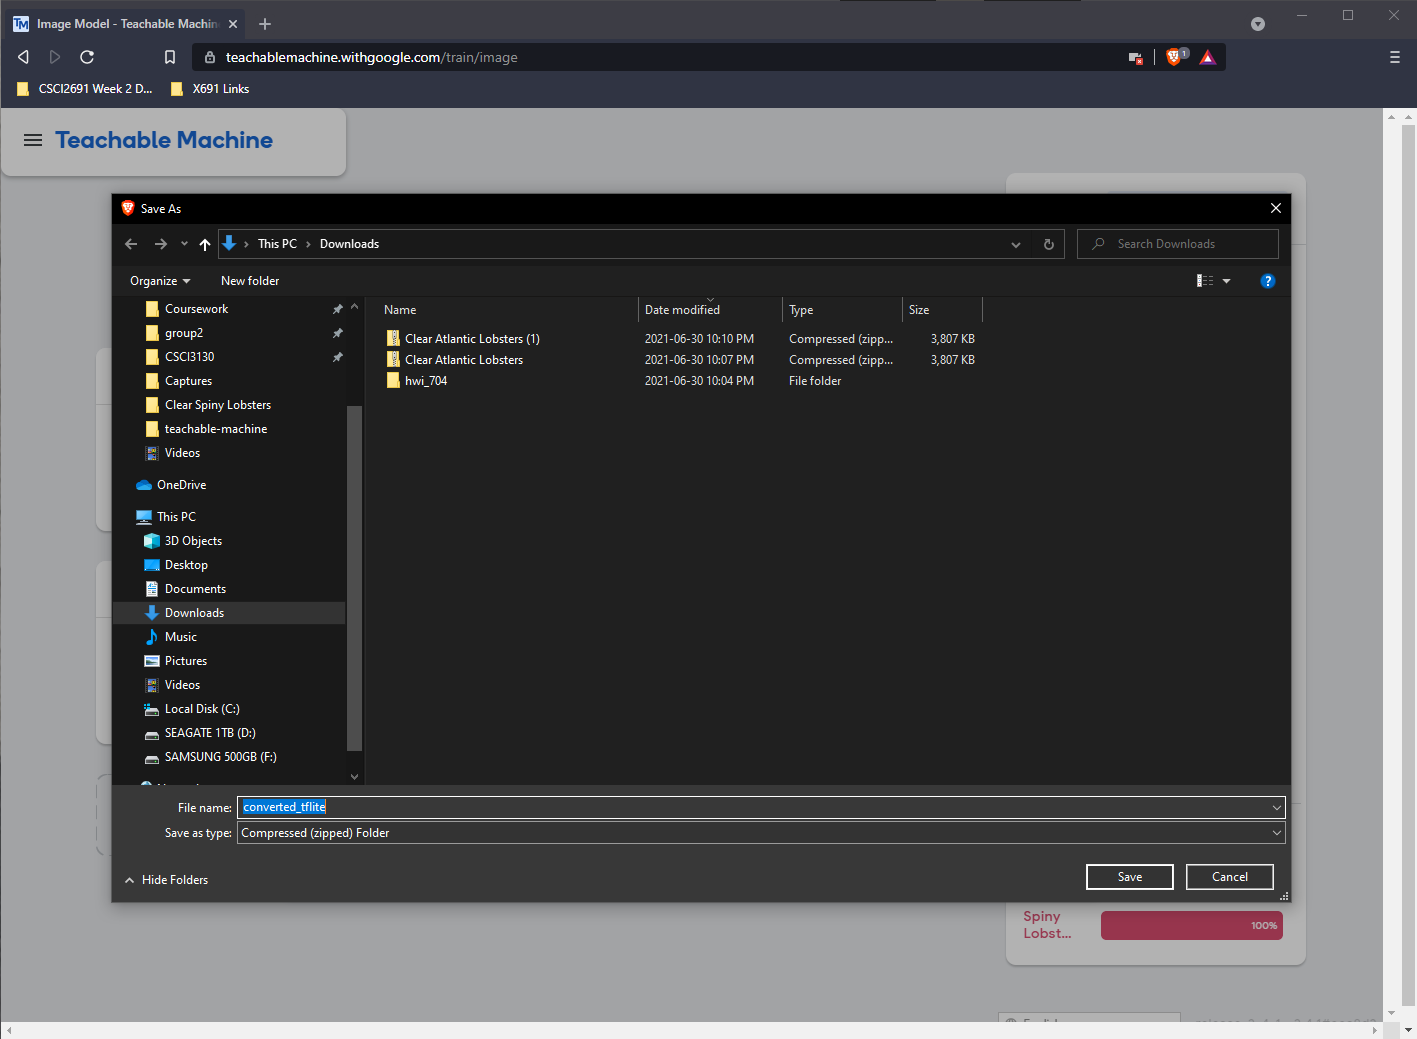 TM Image Model - Teachable Machin
teachablemachine.withgoogle.com/train/image
1
CSCI2691 Week 2 D... X691 Links
Teachable Machine
Save As
This PC Downloads
Search Downloads
Organize New folder
Coursework
group2
CSCI3130
Captures
Clear Spiny Lobsters
teachable-machine
Videos
OneDrive
This PC
3D Objects
Desktop
Documents
Downloads
Music
Pictures
Videos
Local Disk (C:)
SEAGATE 1TB (D:)
SAMSUNG 500GB (F:)
Name Date modified Type Size
Clear Atlantic Lobsters (1) 2021-06-30 10:10 PM Compressed (zipp... 3,807 KB
Clear Atlantic Lobsters 2021-06-30 10:07 PM Compressed (zipp... 3,807 KB
hwi_704 2021-06-30 10:04 PM File folder
File name: converted_tflite
Save as type: Compressed (zipped) Folder
Hide Folders
Save Cancel
Spiny
Lobst...
100%